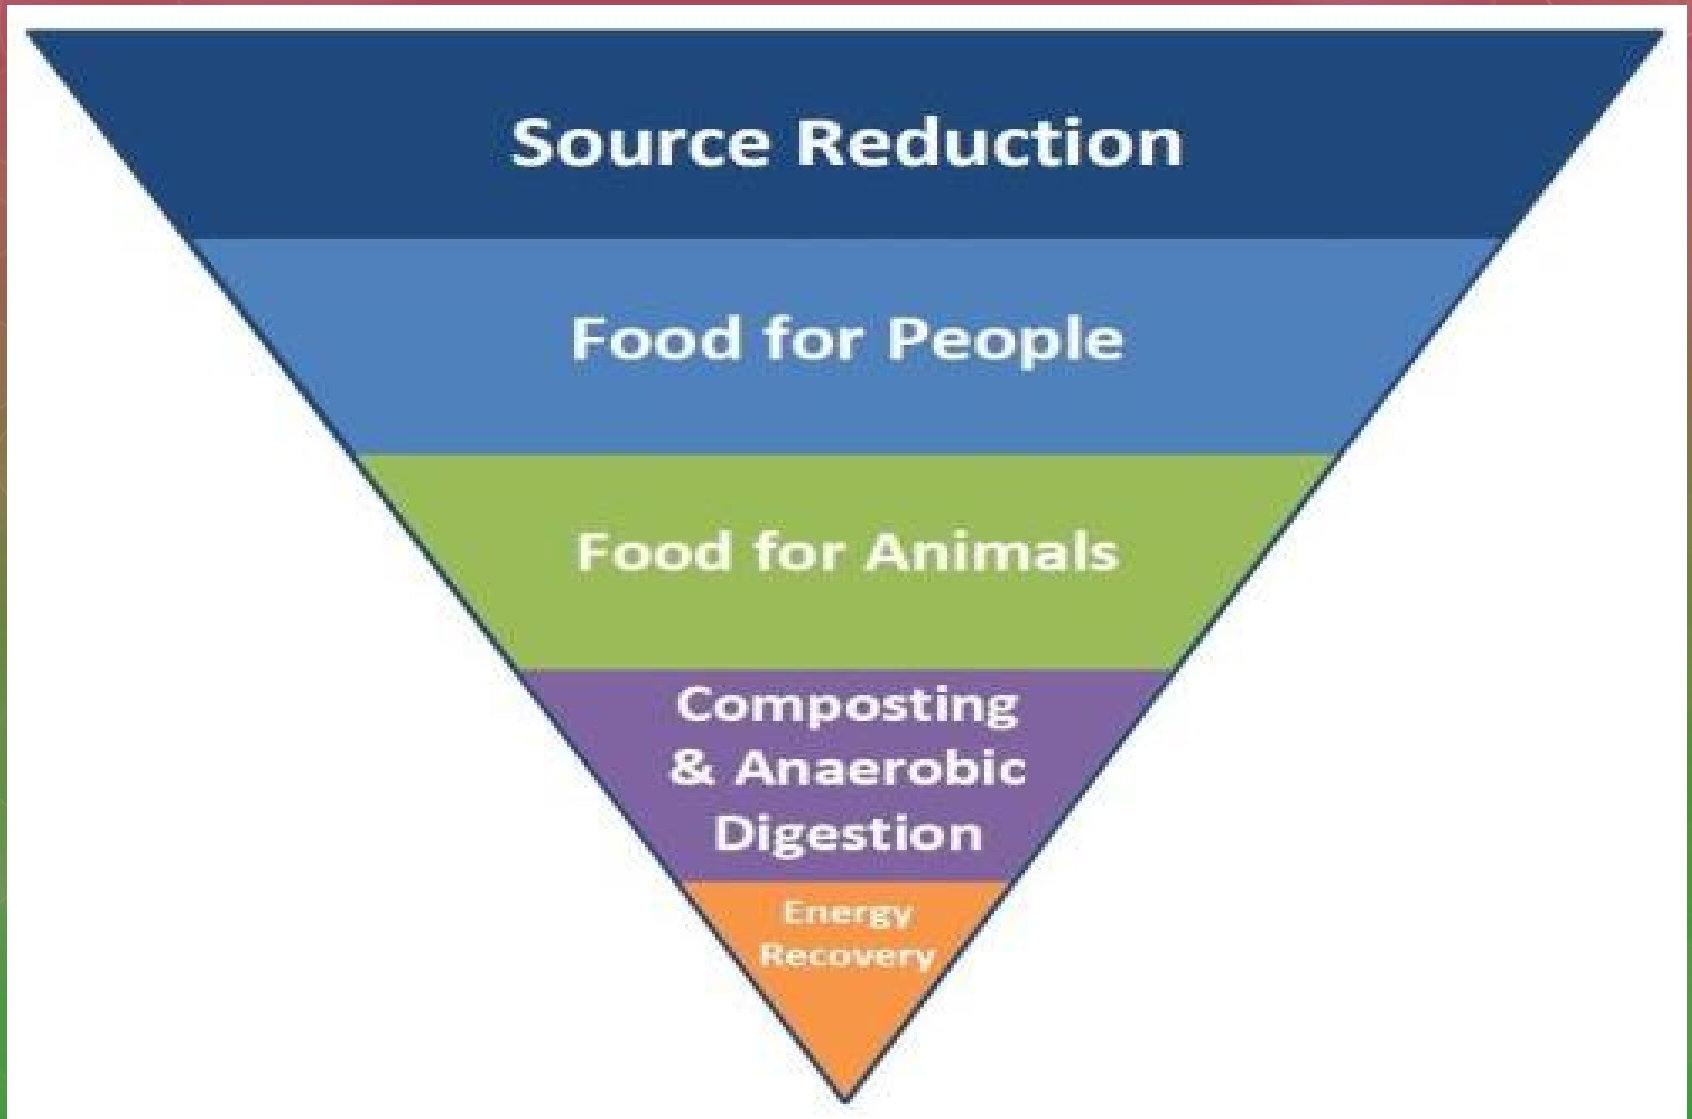 Source Reduction
Food for People
Food for Animals
Composting
& Anaerobic
Digestion
Energy
Recovery